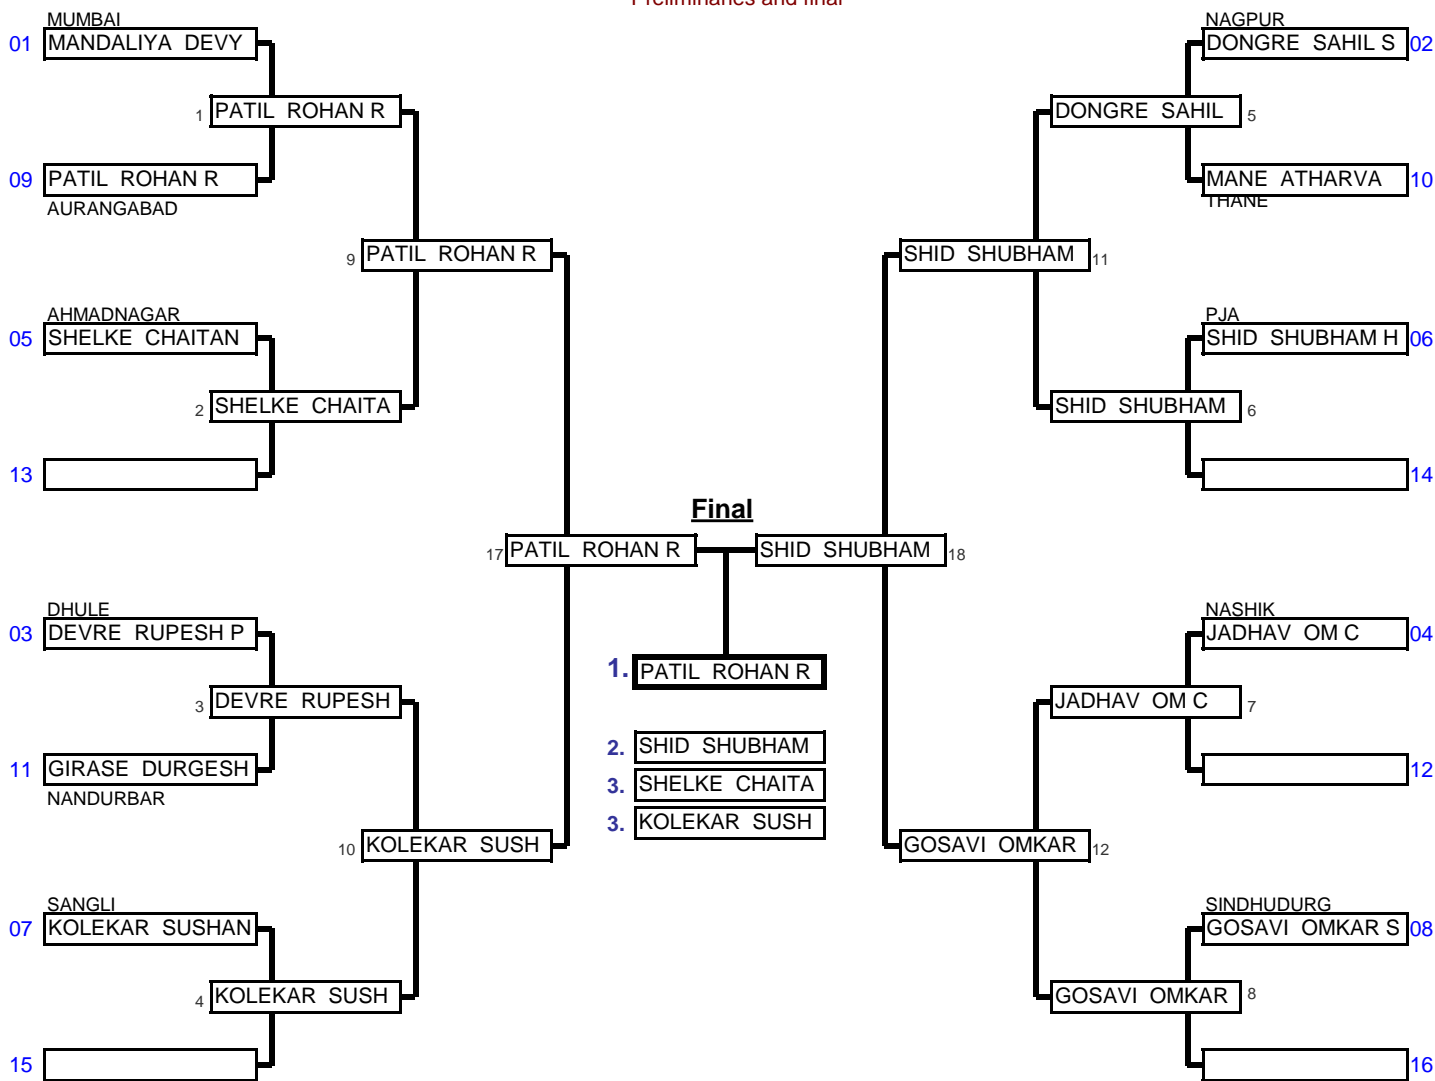 Preliminaries and final
MUMBAI
01 MANDALIYA DEVY
1 PATIL ROHAN R
09 PATIL ROHAN R
AURANGABAD
9 PATIL ROHAN R
AHMADNAGAR
05 SHELKE CHAITAN
2 SHELKE CHAITA
13
17 PATIL ROHAN R
DHULE
03 DEVRE RUPESH P
3 DEVRE RUPESH
11 GIRASE DURGESH
NANDURBAR
10 KOLEKAR SUSH
SANGLI
07 KOLEKAR SUSHAN
4 KOLEKAR SUSH
15
Final
1. PATIL ROHAN R
2. SHID SHUBHAM
3. SHELKE CHAITA
3. KOLEKAR SUSH
NAGPUR
DONGRE SAHIL S 02
DONGRE SAHIL 5
MANE ATHARVA 10
THANE
SHID SHUBHAM 11
PJA
SHID SHUBHAM H 06
SHID SHUBHAM 6
14
SHID SHUBHAM 18
NASHIK
JADHAV OM C 04
JADHAV OM C 7
12
GOSAVI OMKAR 12
SINDHUDURG
GOSAVI OMKAR S 08
GOSAVI OMKAR 8
16